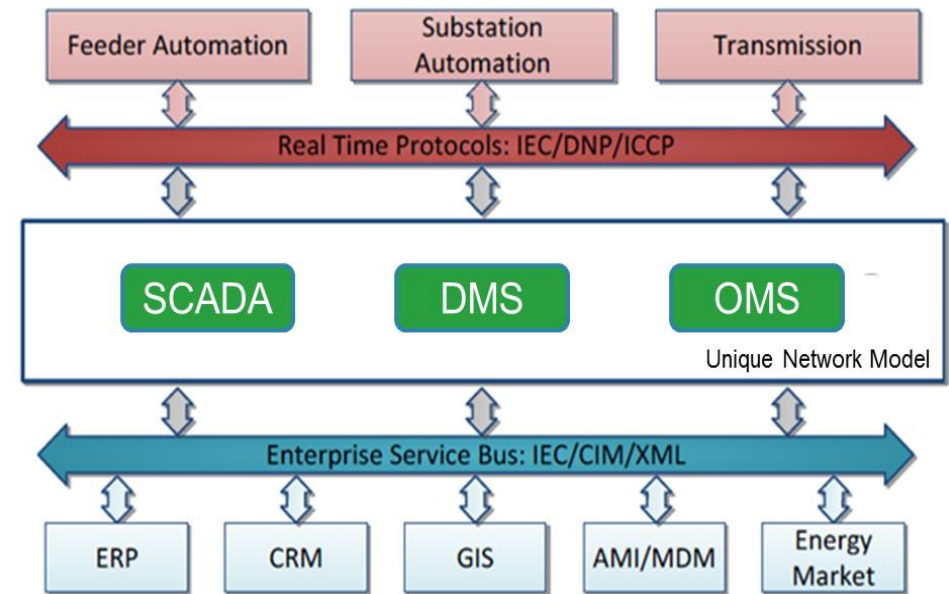 Feeder Automation
Substation
Automation
Transmission
Real Time Protocols: IEC/DNP/ICCP
SCADA
DMS
OMS
Unique Network Model
Enterprise Service Bus: IEC/CIM/XML
ERP
CRM
GIS
AMI/MDM
Energy
Market